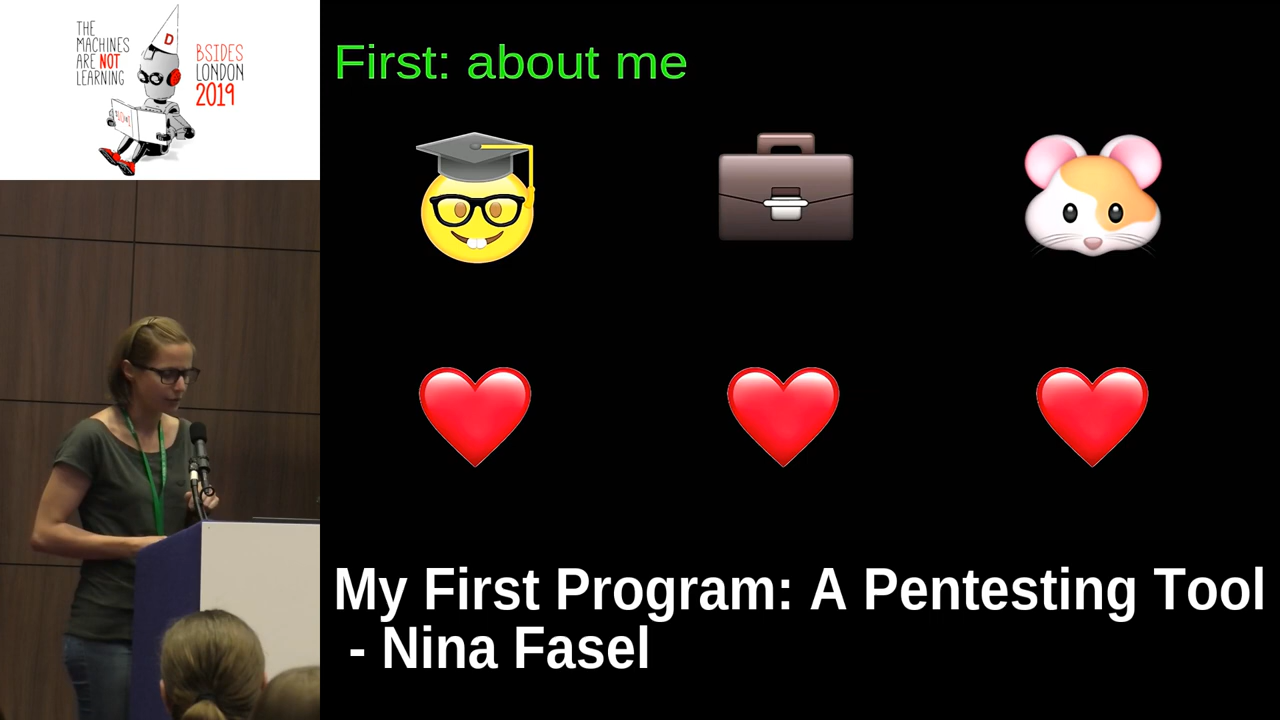 THE
MACHINES
ARE NOT
LEARNING
D
BSIDES
LONDON
2019
First: about me
My First Program: A Pentesting Tool
- Nina Fasel